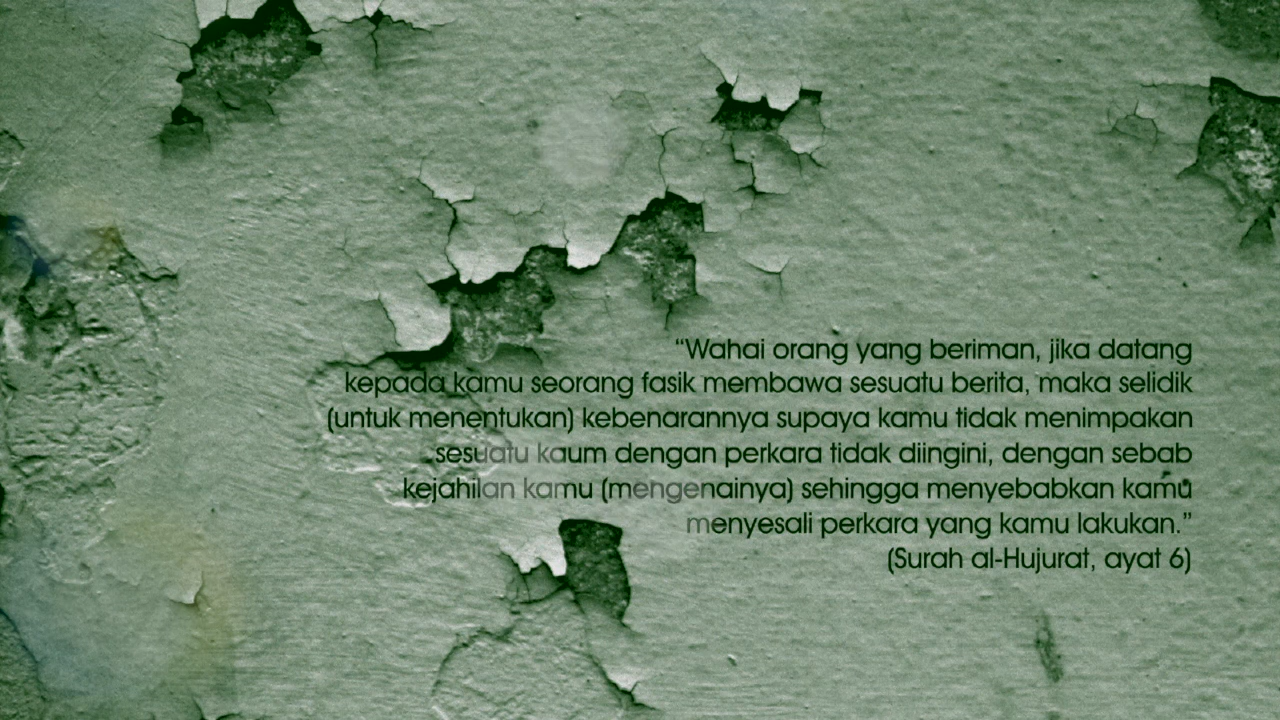 “Wahai orang yang beriman, jika datang
kepada kamu seorang fasik membawa sesuatu berita, maka selidik
(untuk menentukan) kebenarannya supaya kamu tidak menimpakan
sesuatu kaum dengan perkara tidak diingini, dengan sebab
kejahilan kamu (mengenainya) sehingga menyebabkan kamu
menyesali perkara yang kamu lakukan.”
(Surah al-Hujurat, ayat 6)